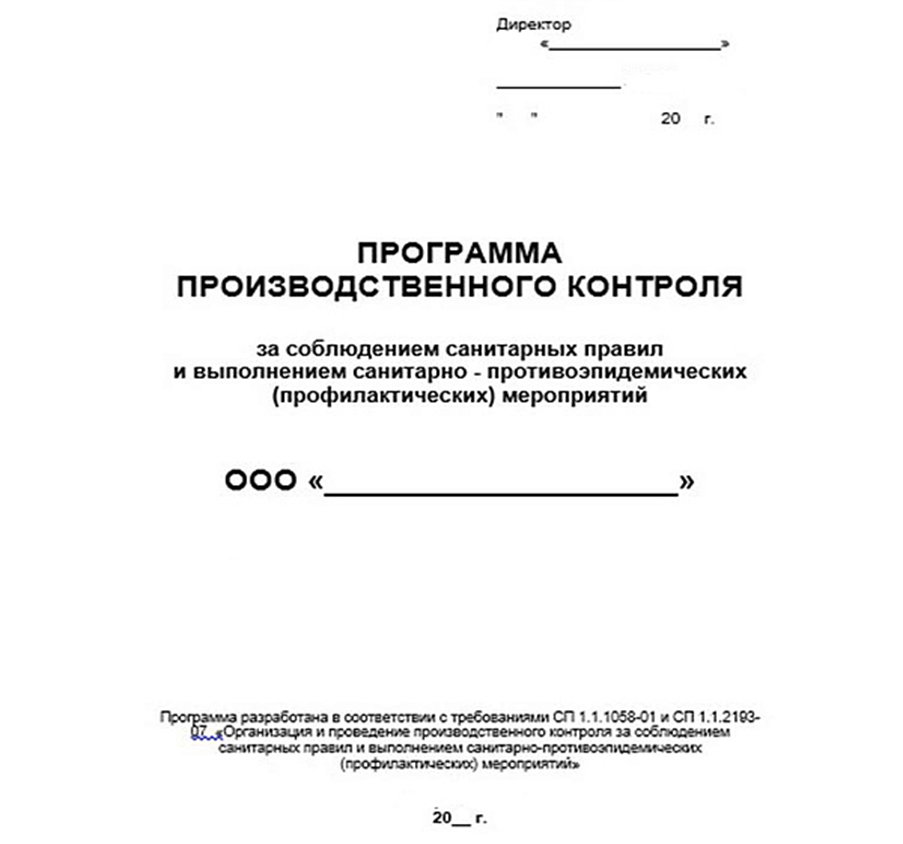 Директор
«____________________»
_______________
"     "                    20     г.
ПРОГРАММА
ПРОИЗВОДСТВЕННОГО КОНТРОЛЯ
за соблюдением санитарных правил
и выполнением санитарно - противоэпидемических
(профилактических) мероприятий
ООО «_________________________»
Программа разработана в соответствии с требованиями СП 1.1.1058-01 и СП 1.1.2193-
07 «Организация и проведение производственного контроля за соблюдением
санитарных правил и выполнением санитарно-противоэпидемических
(профилактических) мероприятий»
20__ г.